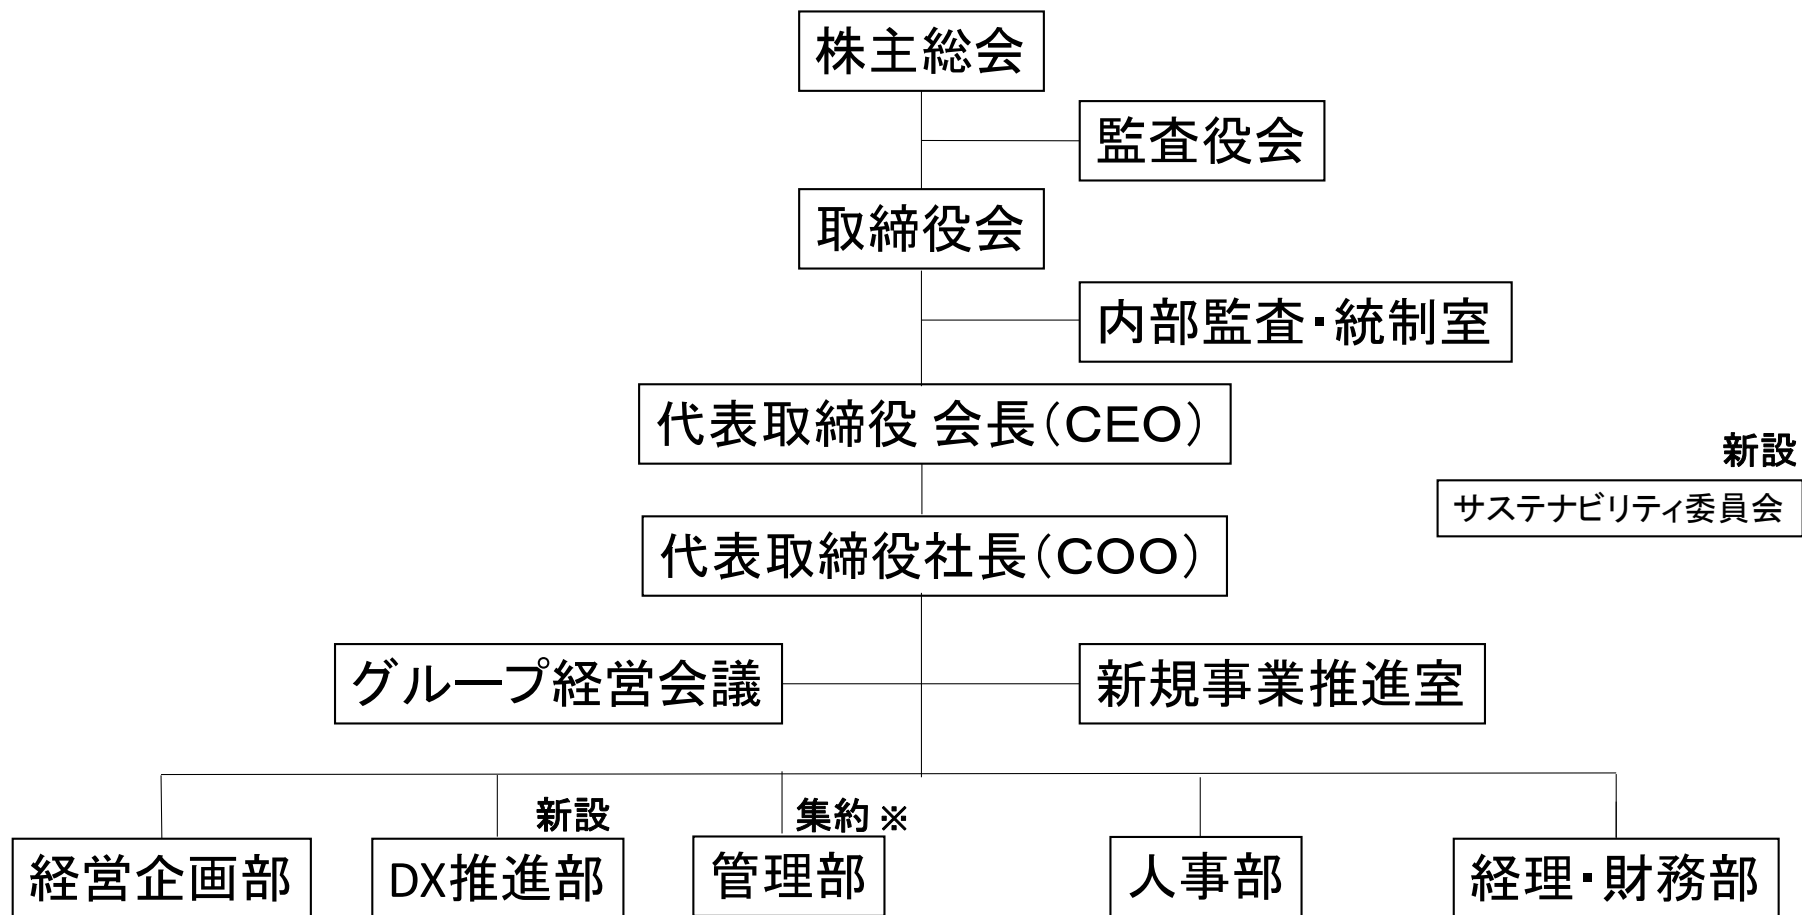 株主総会
監査役会
取締役会
内部監査・統制室
代表取締役 会長（CEO）
新設
サステナビリティ委員会
代表取締役社長（COO）
グループ経営会議
新規事業推進室
新設
集約 ※
経営企画部
DX推進部
管理部
人事部
経理・財務部